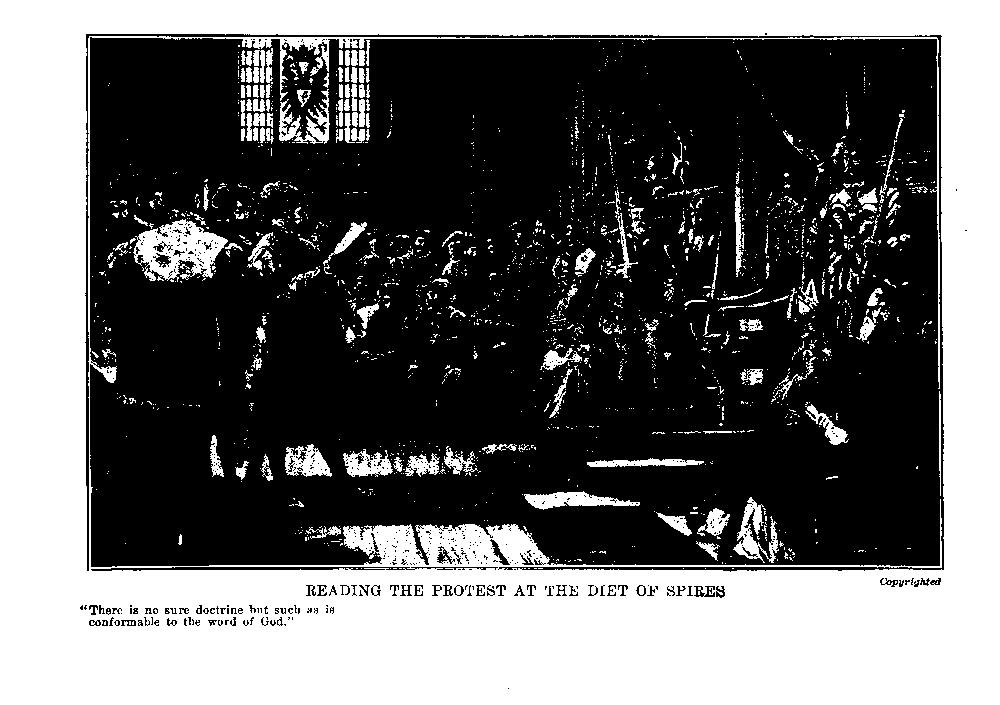 Copyrighted
READING THE PROTEST AT THE DIET OF SPIRES
“There is no sure doctrine but such as is
conformable to the word of God.”